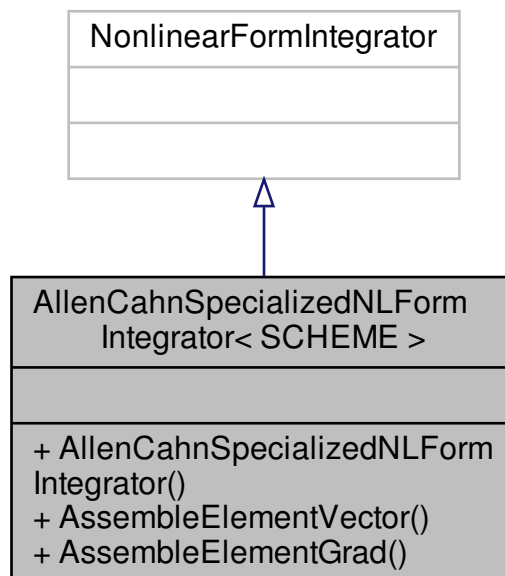 NonlinearFormIntegrator
AllenCahnSpecializedNLForm
Integrator< SCHEME >
+ AllenCahnSpecializedNLForm
Integrator()
+ AssembleElementVector()
+ AssembleElementGrad()